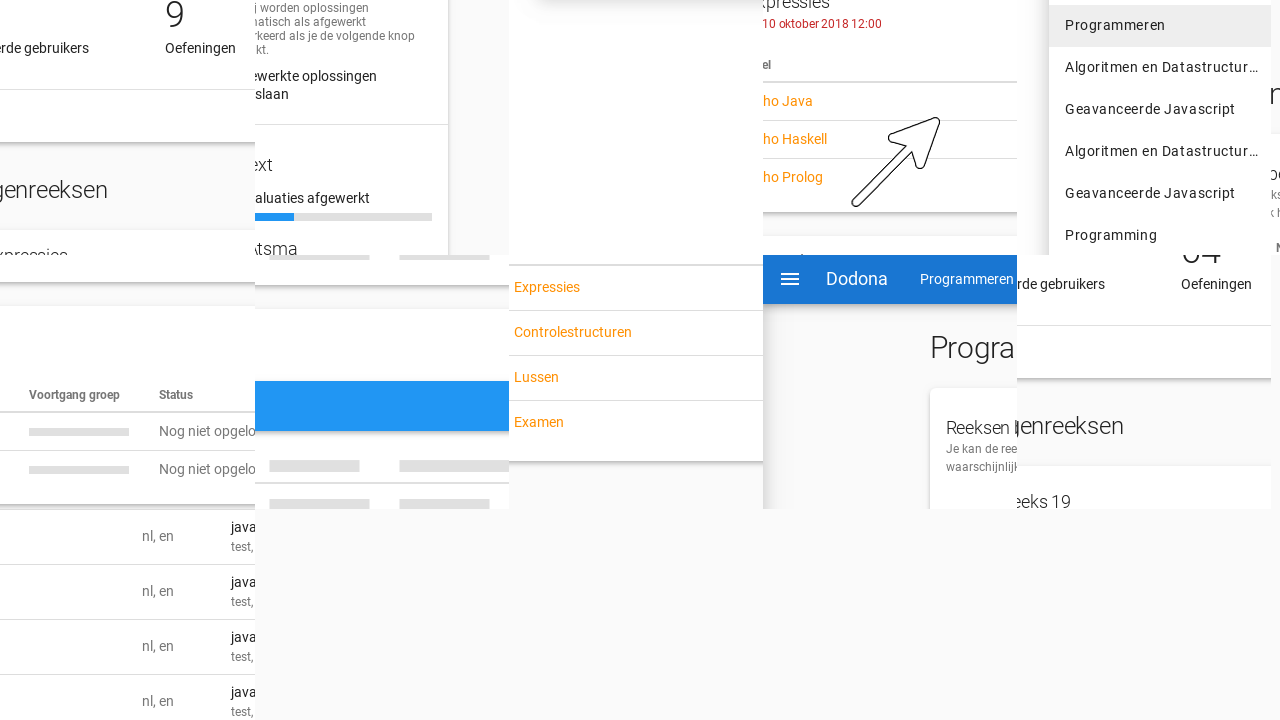 9
rde gebruikers
Oefeningen
genreeksen
j worden oplossingen
matisch als afgewerkt
rkeerd als je de volgende knop
kt.
ewerkte oplossingen
slaan
ext
aluaties afgewerkt
tsma
xpressies
10 oktober 2018 12:00
el
ho Java
ho Haskell
ho Prolog
Programmeren
Algoritmen en Datastructur…
Geavanceerde Javascript
Algoritmen en Datastructur…
Geavanceerde Javascript
Programming
Voortgang groep
Status
Nog niet opgelo
Nog niet opgelo
Expressies
Controlestructuren
Lussen
Examen
Dodona
Programmeren
Progra
Reeksen
Je kan de ree
waarschijnlijk
rde gebruikers
Oefeningen
genreeksen
eeks 19
nl, en
java
test,
nl, en
java
test,
nl, en
java
test,
nl, en
java
test,